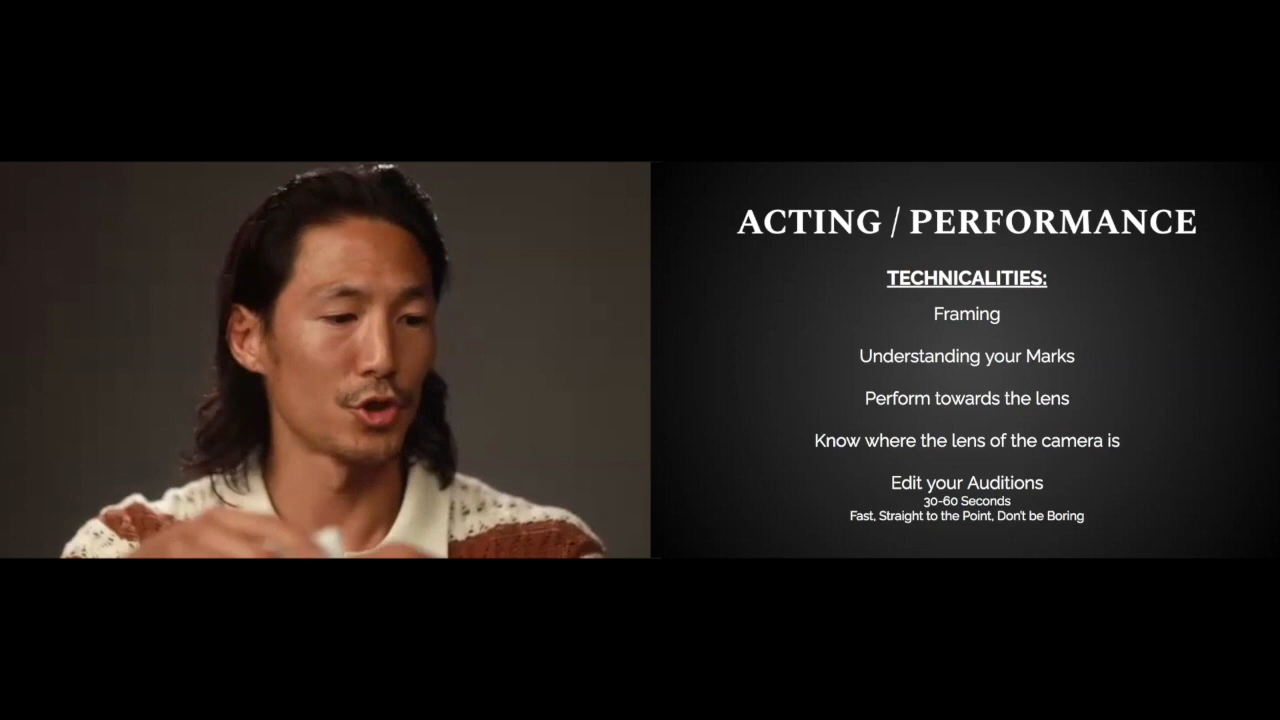 ACTING / PERFORMANCE
TECHNICALITIES:
Framing
Understanding your Marks
Perform towards the lens
Know where the lens of the camera is
Edit your Auditions
30-60 Seconds
Fast, Straight to the Point, Don't be Boring